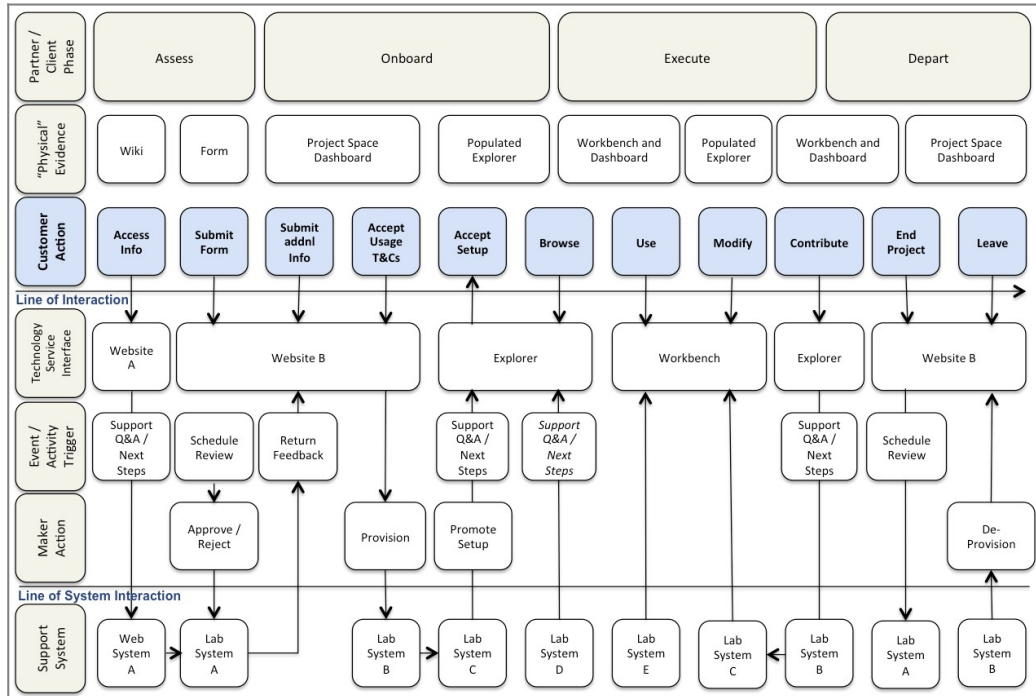 Partner /
Client
Phase
Assess
Onboard
Execute
Depart
"Physical"
Evidence
Wiki
Form
Project Space
Dashboard
Populated
Explorer
Workbench and
Dashboard
Populated
Explorer
Workbench and
Dashboard
Project Space
Dashboard
Customer
Action
Access
Info
Submit
Form
Submit
addnl
Info
Accept
Usage
T&Cs
Accept
Setup
Browse
Use
Modify
Contribute
End
Project
Leave
Line of Interaction
Technology
Service
Interface
Website
A
Website B
Explorer
Workbench
Explorer
Website B
Event /
Activity
Trigger
Support
Q&A /
Next
Steps
Schedule
Review
Return
Feedback
Support
Q&A /
Next
Steps
Support
Q&A /
Next
Steps
Support
Q&A /
Next
Steps
Schedule
Review
Maker
Action
Approve /
Reject
Provision
Promote
Setup
De-
Provision
Line of System Interaction
Support
System
Web
System
A
Lab
System
A
Lab
System
B
Lab
System
C
Lab
System
D
Lab
System
E
Lab
System
C
Lab
System
B
Lab
System
A
Lab
System
B